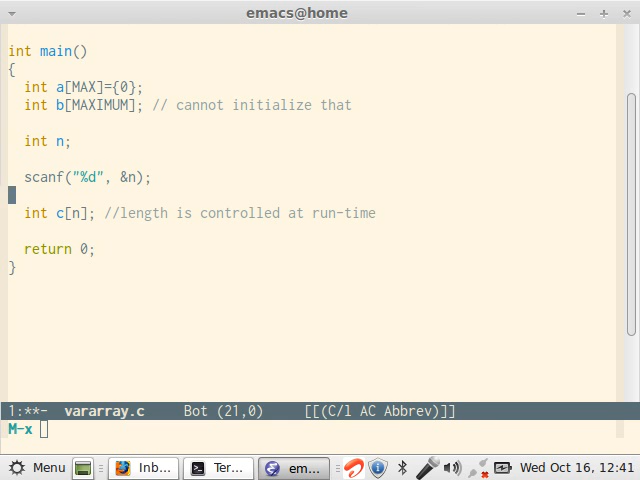 emacs@home
int main()
{
int a[MAX]={0};
int b[MAXIMUM]; // cannot initialize that
int n;
scanf("%d", &n);
int c[n]; //length is controlled at run-time
return 0;
}
1:**- vararray.c Bot (21,0) [[(C/l AC Abbrev)]]
M-x
Menu Inb... Ter... em... Wed Oct 16, 12:41